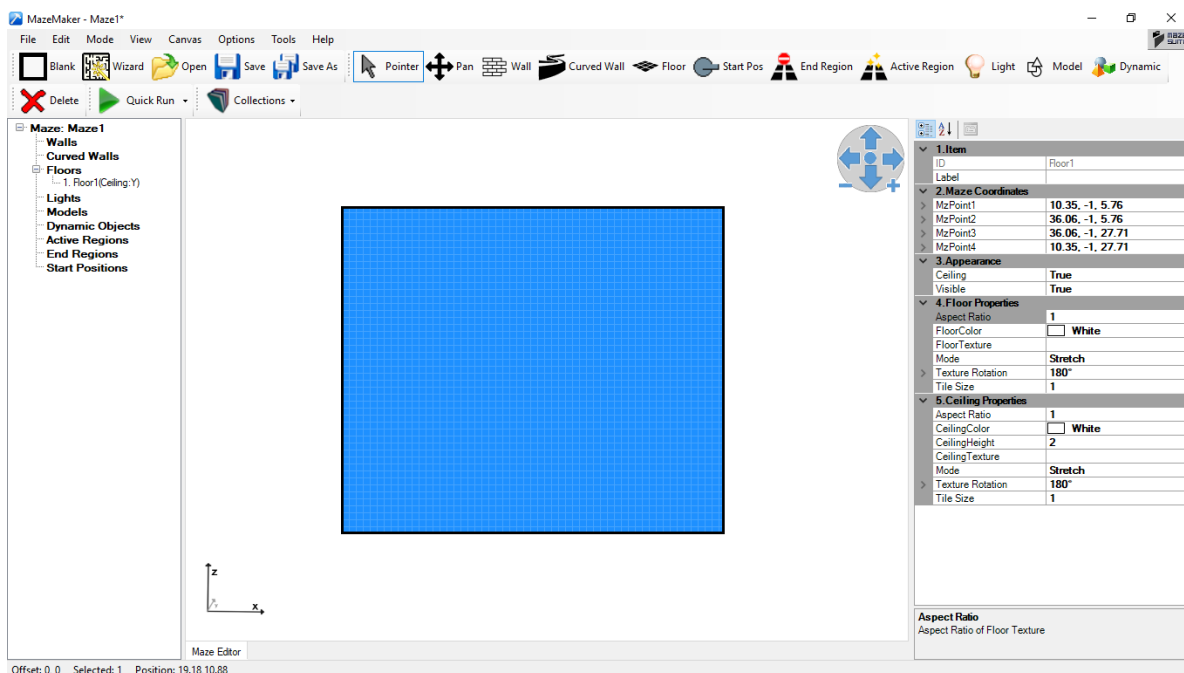 MazeMaker - Maze1*
File Edit Mode View Canvas Options Tools Help
Blank Wizard Open Save Save As Pointer Pan Wall Curved Wall Floor Start Pos End Region Active Region Light Model Dynamic
Delete Quick Run Collections
Maze: Maze1
Walls
Curved Walls
Floors
1. Floor1(Ceiling:Y)
Lights
Models
Dynamic Objects
Active Regions
End Regions
Start Positions
z
x
Maze Editor
1.Item
ID Floor1
Label
2.Maze Coordinates
MzPoint1 10.35, -1, 5.76
MzPoint2 36.06, -1, 5.76
MzPoint3 36.06, -1, 27.71
MzPoint4 10.35, -1, 27.71
3.Appearance
Ceiling True
Visible True
4.Floor Properties
Aspect Ratio 1
FloorColor White
FloorTexture
Mode Stretch
Texture Rotation 180°
Tile Size 1
5.Ceiling Properties
Aspect Ratio 1
CeilingColor White
CeilingHeight 2
CeilingTexture
Mode Stretch
Texture Rotation 180°
Tile Size 1
Aspect Ratio
Aspect Ratio of Floor Texture
Offset: 0 0 Selected: 1 Position: 19.18 10.88